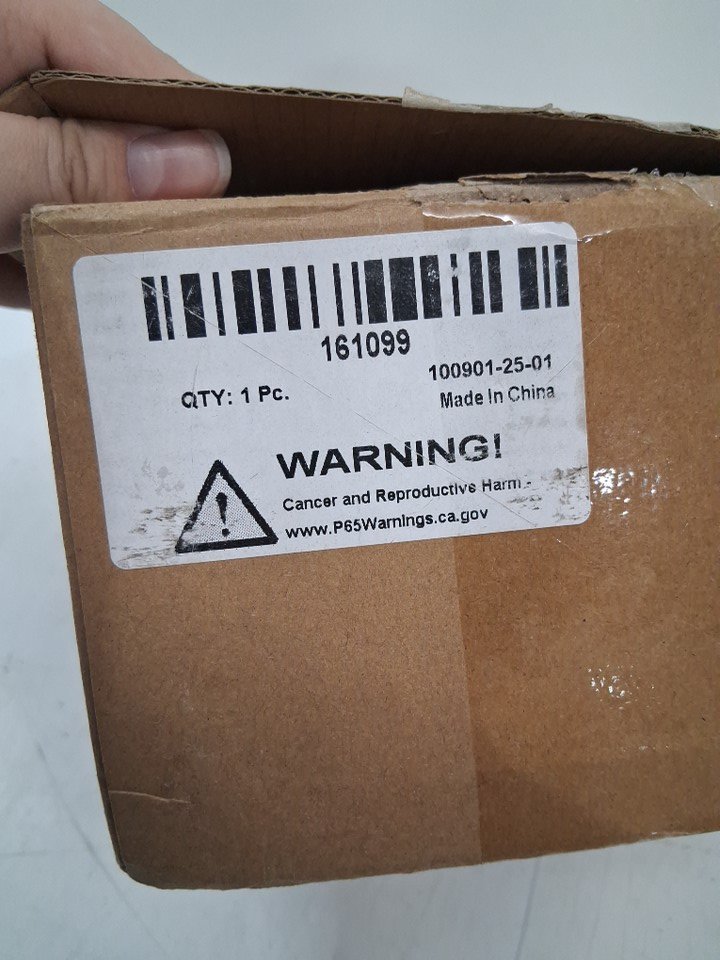 161099
100901-25-01
QTY: 1 Pc.
Made In China
WARNING!
Cancer and Reproductive Harm -
www.P65Warnings.ca.gov